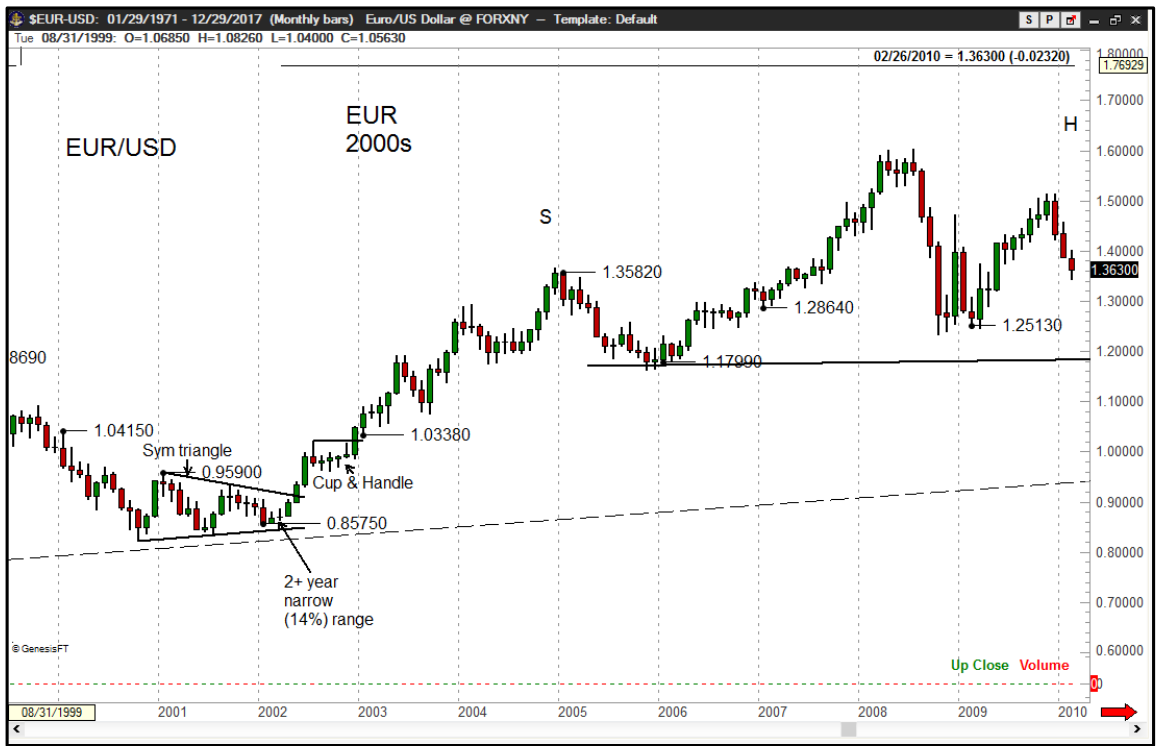 $EUR-USD: 01/29/1971 - 12/29/2017 (Monthly bars) Euro/US Dollar @ FORXNY — Template: Default
S P
Tue 08/31/1999: O=1.06850 H=1.08260 L=1.04000 C=1.05630
02/26/2010 = 1.36300 (-0.02320)
1.80000
1.76929
1.70000
EUR
2000s
H
EUR/USD
1.60000
S
1.50000
1.40000
1.35820
1.36300
1.28640
1.30000
1.25130
8690
1.17990
1.20000
1.10000
1.04150
1.03380
Sym triangle
1.00000
0.95900
Cup & Handle
0.90000
0.85750
0.80000
2+ year
narrow
(14%) range
0.70000
© GenesisFT
0.60000
Up Close Volume
0
08/31/1999 2001 2002 2003 2004 2005 2006 2007 2008 2009 2010